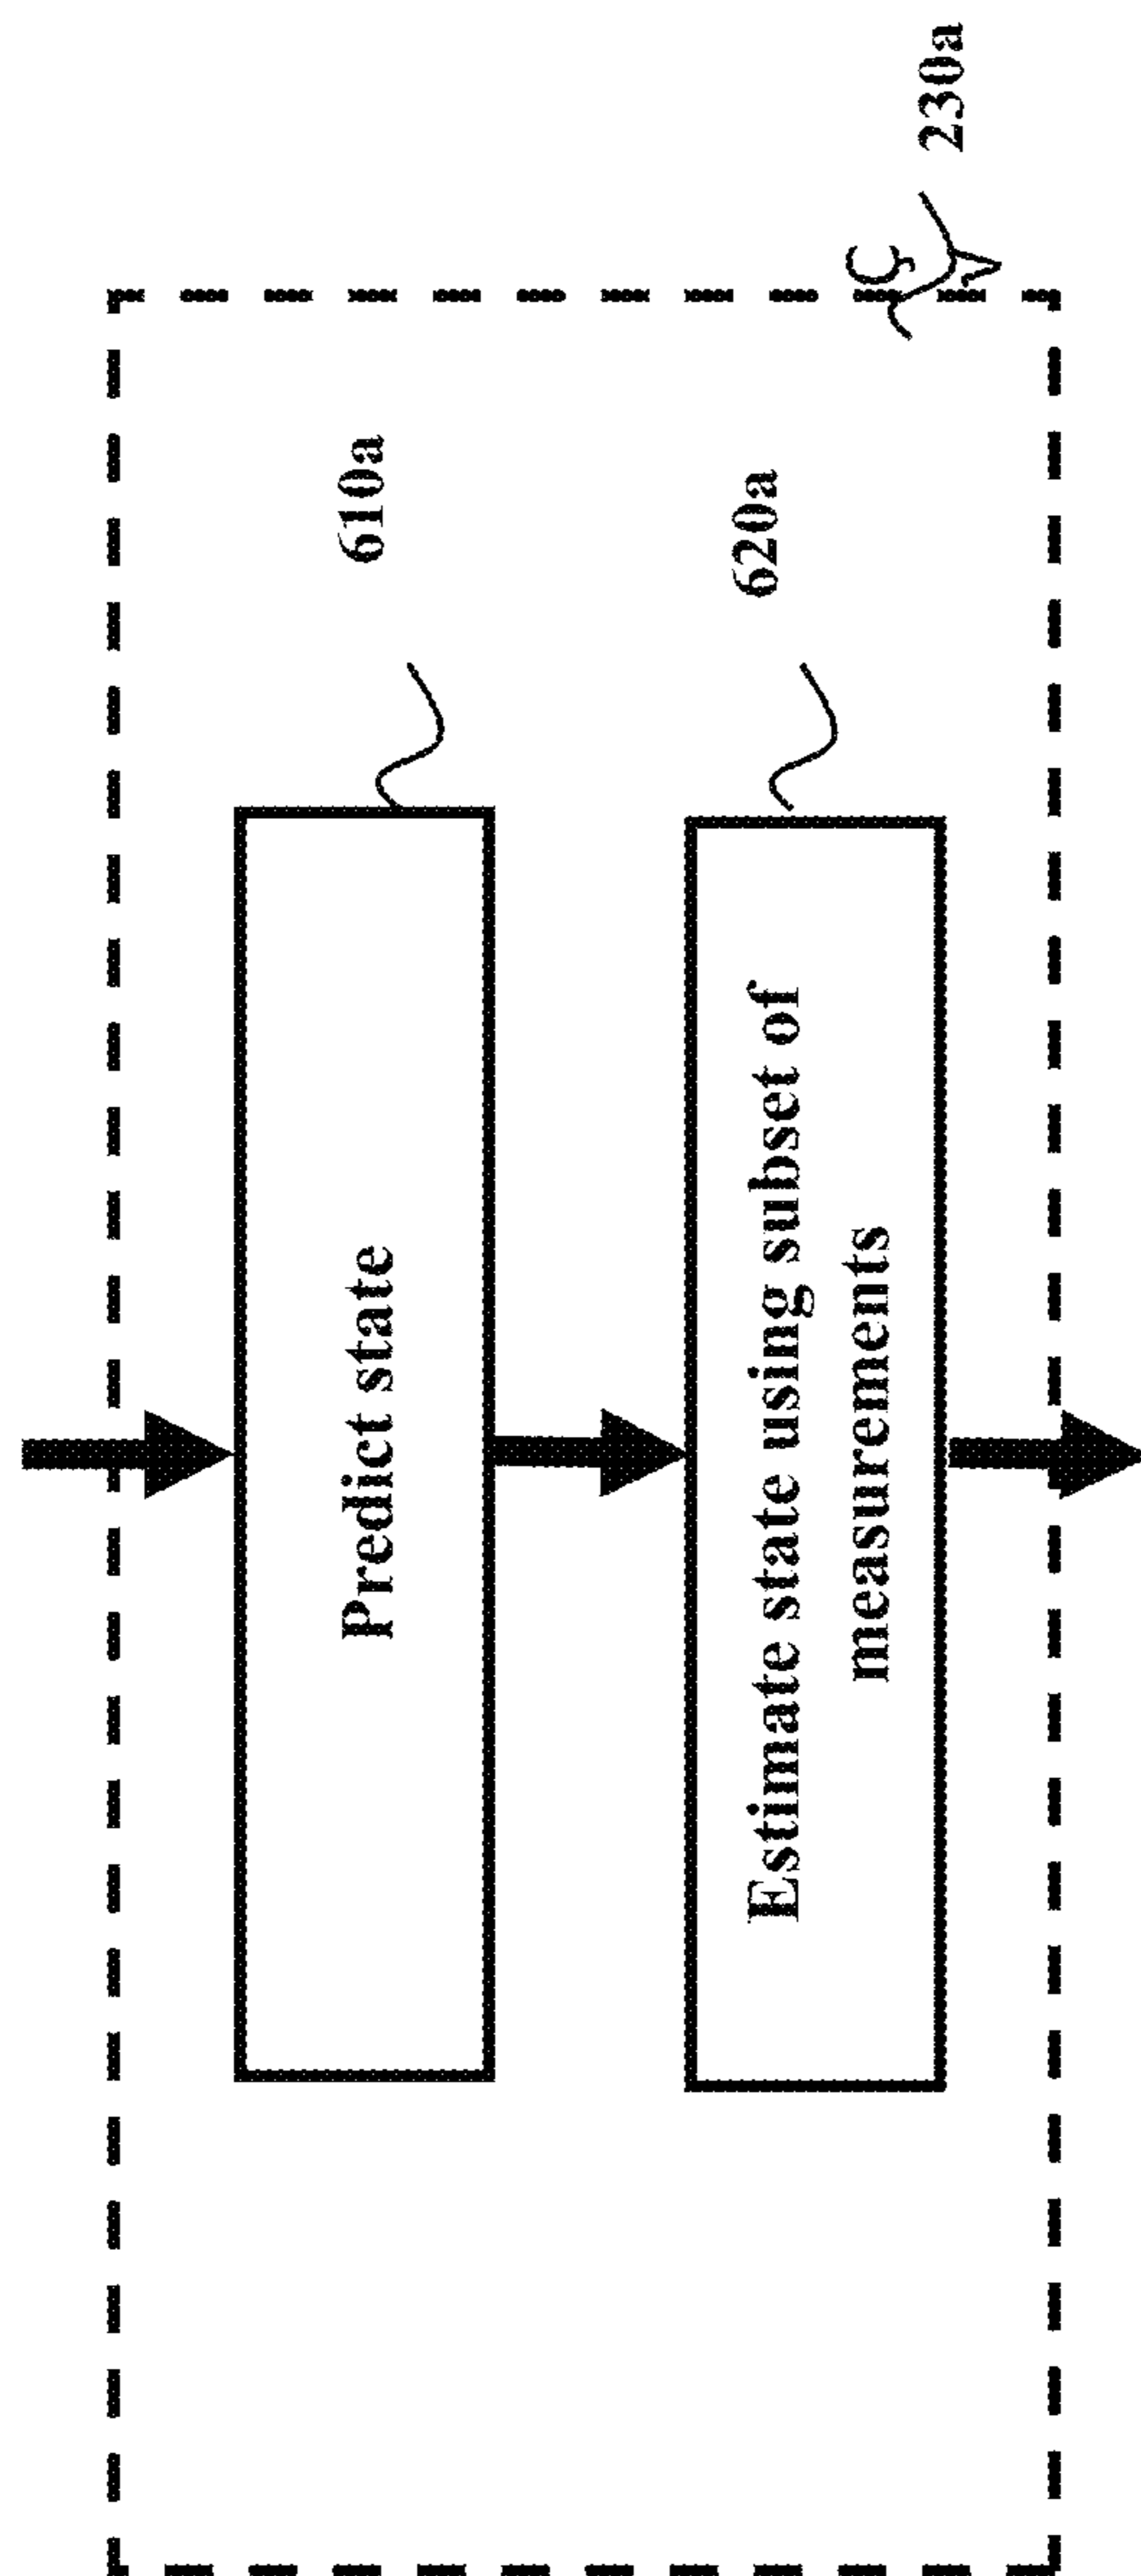 230a
610a
Predict state
620a
Estimate state using subset of
measurements